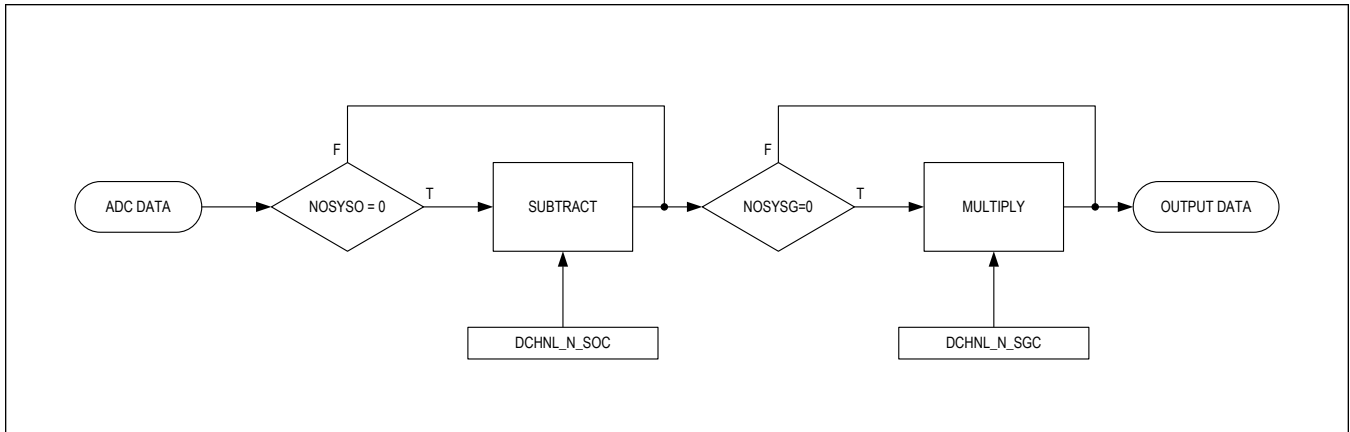 F
F
T
T
ADC DATA
NOSYSO = 0
SUBTRACT
NOSYSG=0
MULTIPLY
OUTPUT DATA
DCHNL_N_SOC
DCHNL_N_SGC